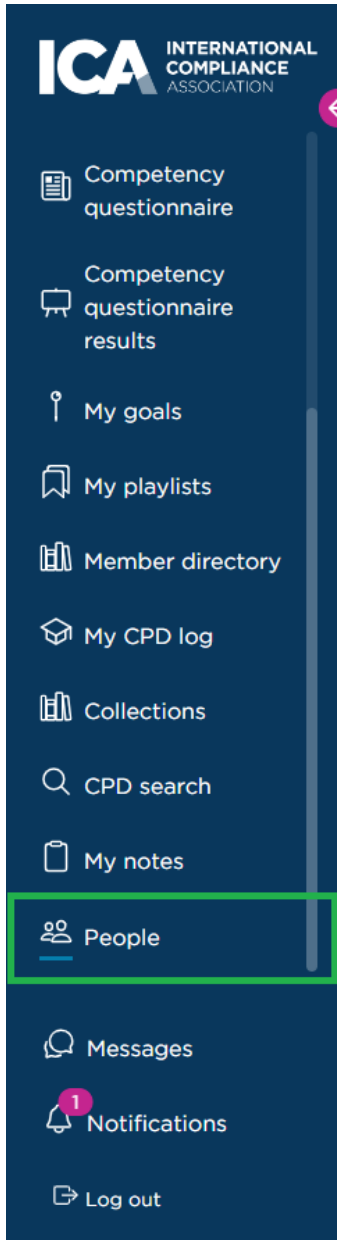 ICA INTERNATIONAL
COMPLIANCE
ASSOCIATION
Competency
questionnaire
Competency
questionnaire
results
My goals
My playlists
Member directory
My CPD log
Collections
CPD search
My notes
People
Messages
1
Notifications
Log out